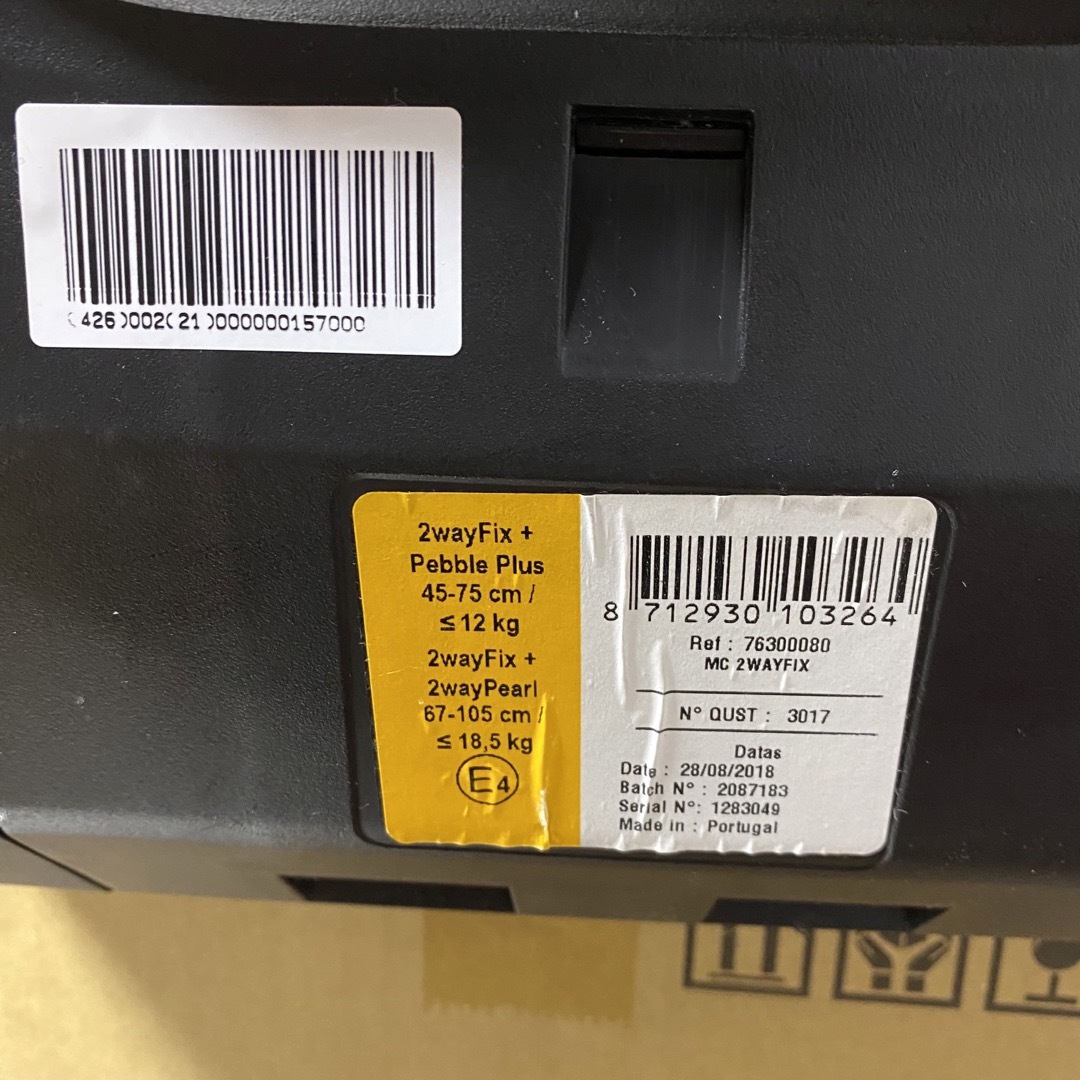 (426)002(21)000000157000
2wayFix +
Pebble Plus
45-75 cm /
≤ 12 kg
2wayFix +
2wayPearl
67-105 cm /
≤ 18,5 kg
E4
8 712930 103264
Ref : 76300080
MC 2WAYFIX
N° QUST : 3017
Datas
Date : 28/08/2018
Batch N° : 2087183
Serial N°: 1283049
Made in : Portugal